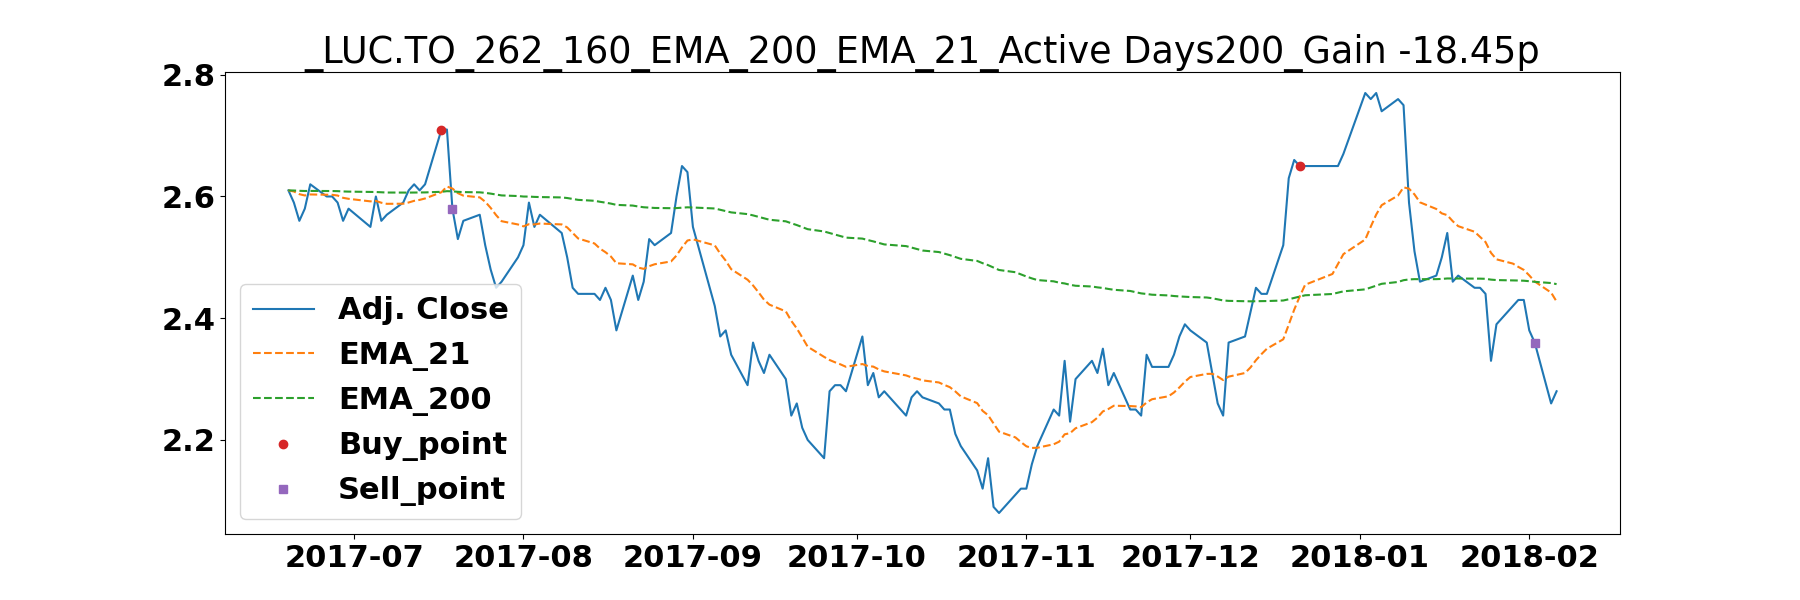 _LUC.TO_262_160_EMA_200_EMA_21_Active Days200_Gain -18.45p
2.8
2.6
2.4
2.2
Adj. Close
EMA_21
EMA_200
Buy_point
Sell_point
2017-07 2017-08 2017-09 2017-10 2017-11 2017-12 2018-01 2018-02